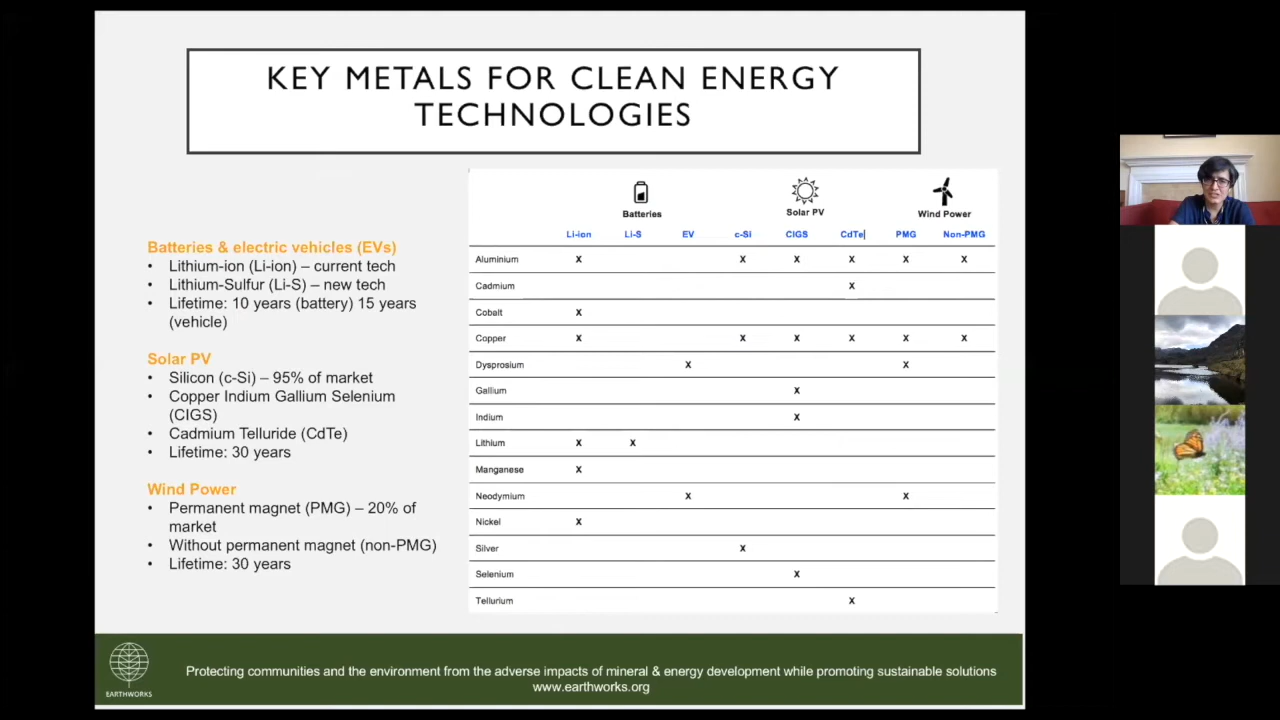 KEY METALS FOR CLEAN ENERGY
TECHNOLOGIES
Batteries & electric vehicles (EVs)
• Lithium-ion (Li-ion) – current tech
• Lithium-Sulfur (Li-S) – new tech
• Lifetime: 10 years (battery) 15 years
(vehicle)
Solar PV
• Silicon (c-Si) – 95% of market
• Copper Indium Gallium Selenium
(CIGS)
• Cadmium Telluride (CdTe)
• Lifetime: 30 years
Wind Power
• Permanent magnet (PMG) – 20% of
market
• Without permanent magnet (non-PMG)
• Lifetime: 30 years
Batteries Solar PV Wind Power
Li-ion Li-S EV c-Si CIGS CdTe PMG Non-PMG
Aluminium X X X X X X
Cadmium X
Cobalt X
Copper X X X X X X
Dysprosium X X
Gallium X
Indium X
Lithium X X
Manganese X
Neodymium X X
Nickel X
Silver X
Selenium X
Tellurium X
EARTHWORKS
Protecting communities and the environment from the adverse impacts of mineral & energy development while promoting sustainable solutions
www.earthworks.org